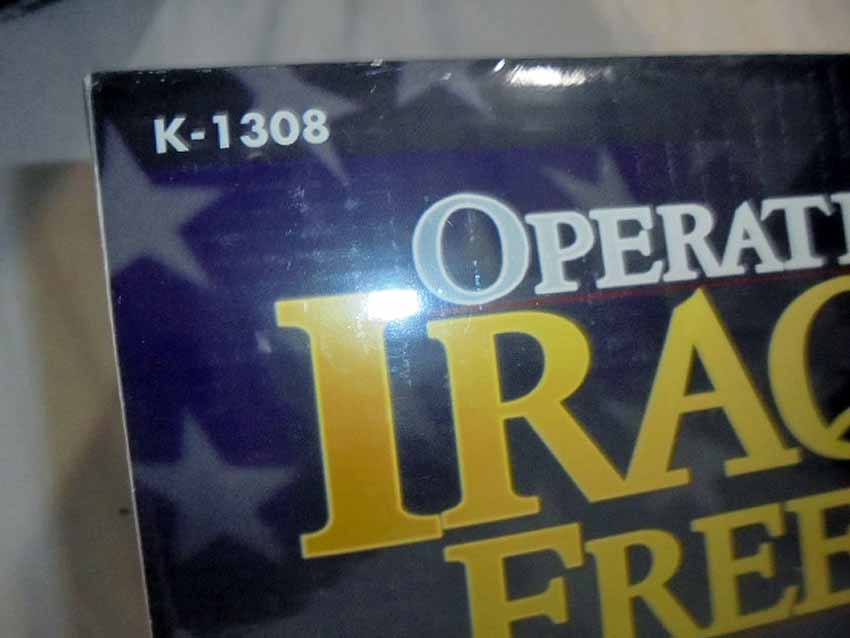 K-1308
OPERATI
IRAQ
FREE